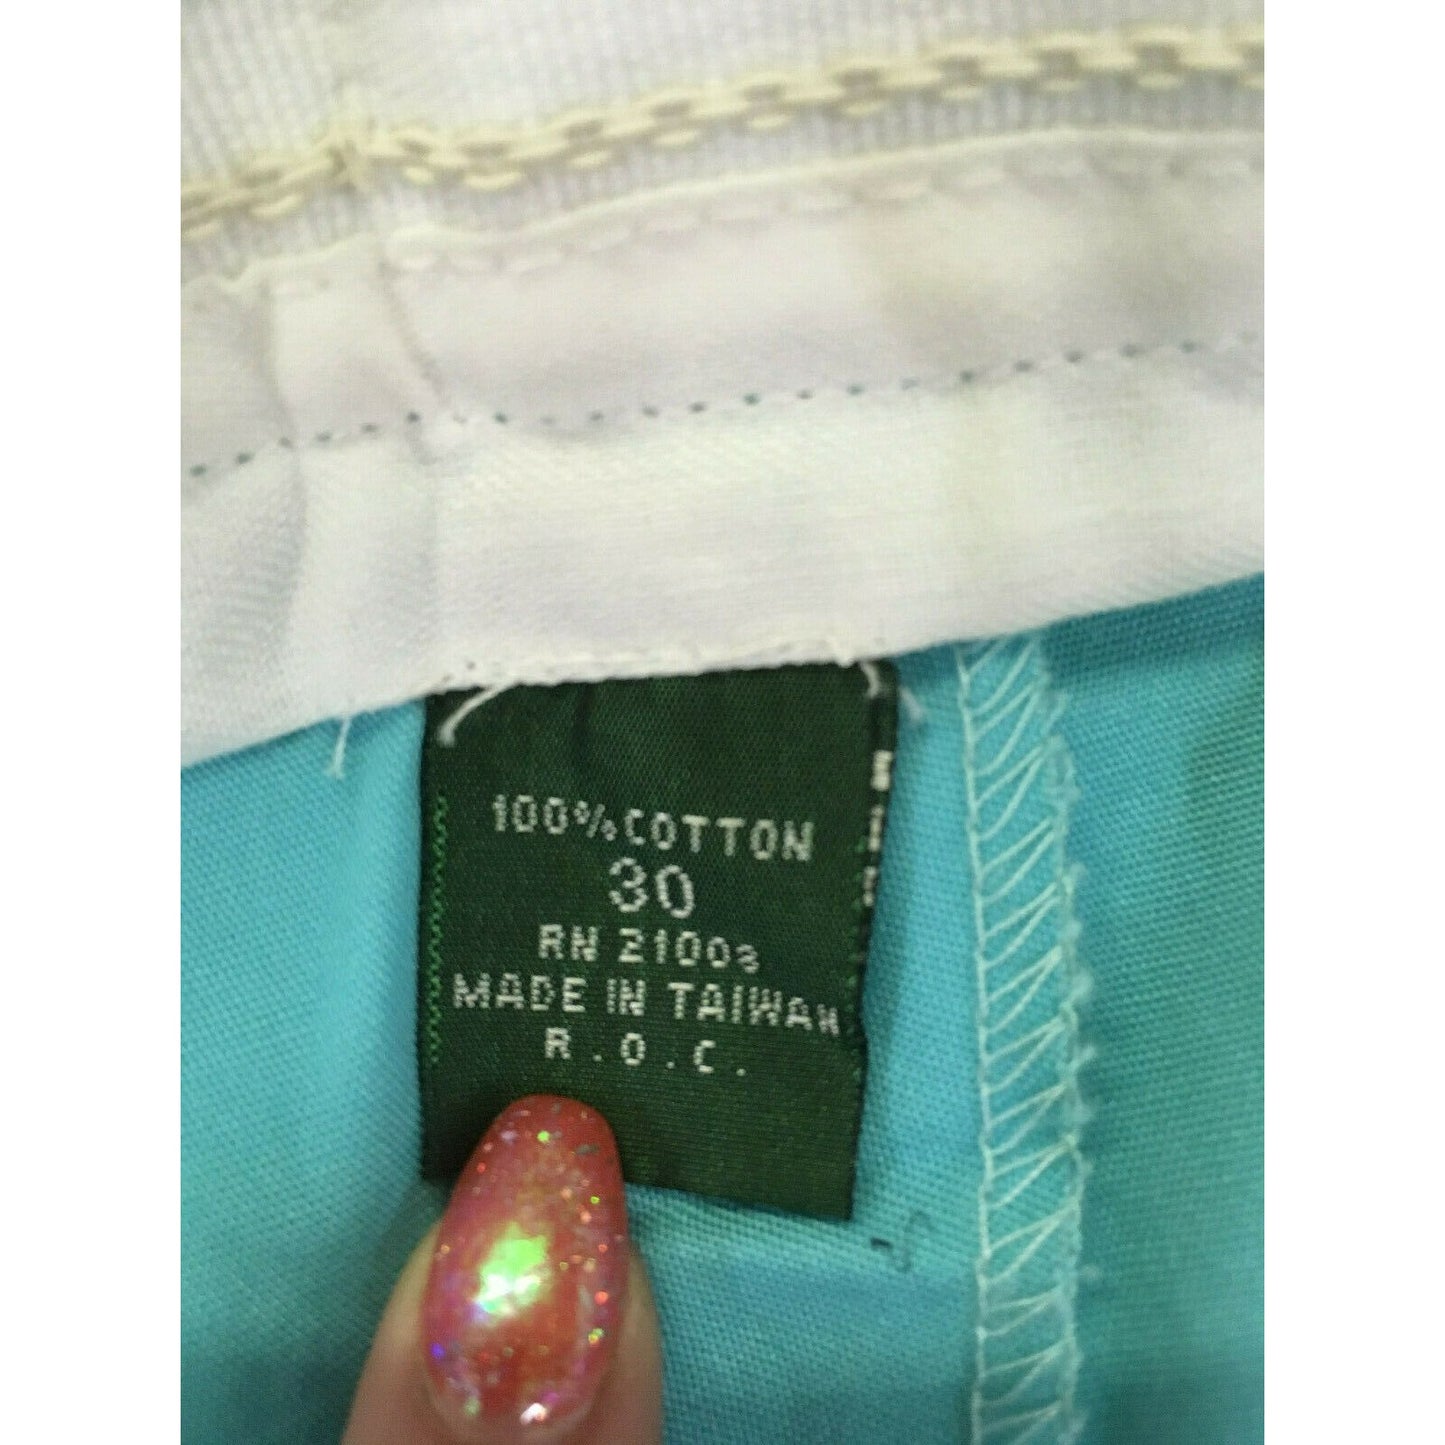 100% COTTON
30
RN 21003
MADE IN TAIWAN
R.O.C.